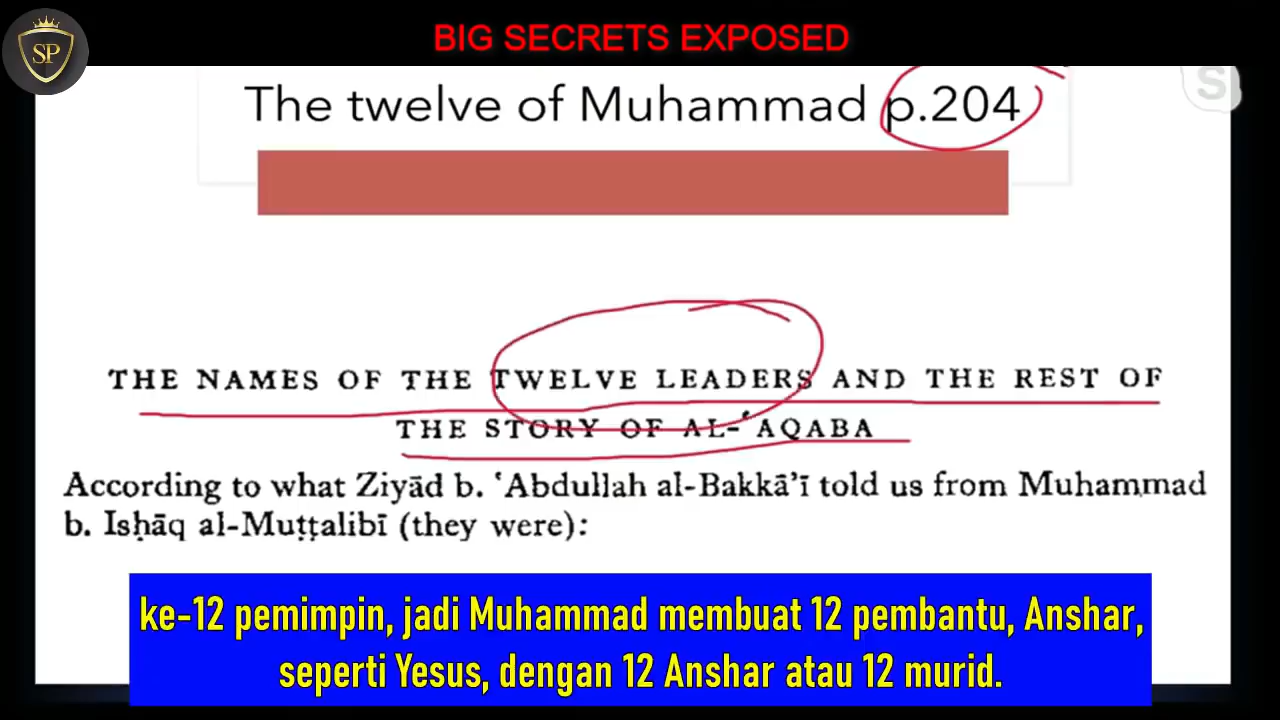 BIG SECRETS EXPOSED
SP
S
The twelve of Muhammad p.204
THE NAMES OF THE TWELVE LEADERS AND THE REST OF
THE STORY OF AL-ʿAQABA
According to what Ziyād b. ʿAbdullah al-Bakkāʾī told us from Muhammad
b. Isḥāq al-Muṭṭalibī (they were):
ke-12 pemimpin, jadi Muhammad membuat 12 pembantu, Anshar,
seperti Yesus, dengan 12 Anshar atau 12 murid.